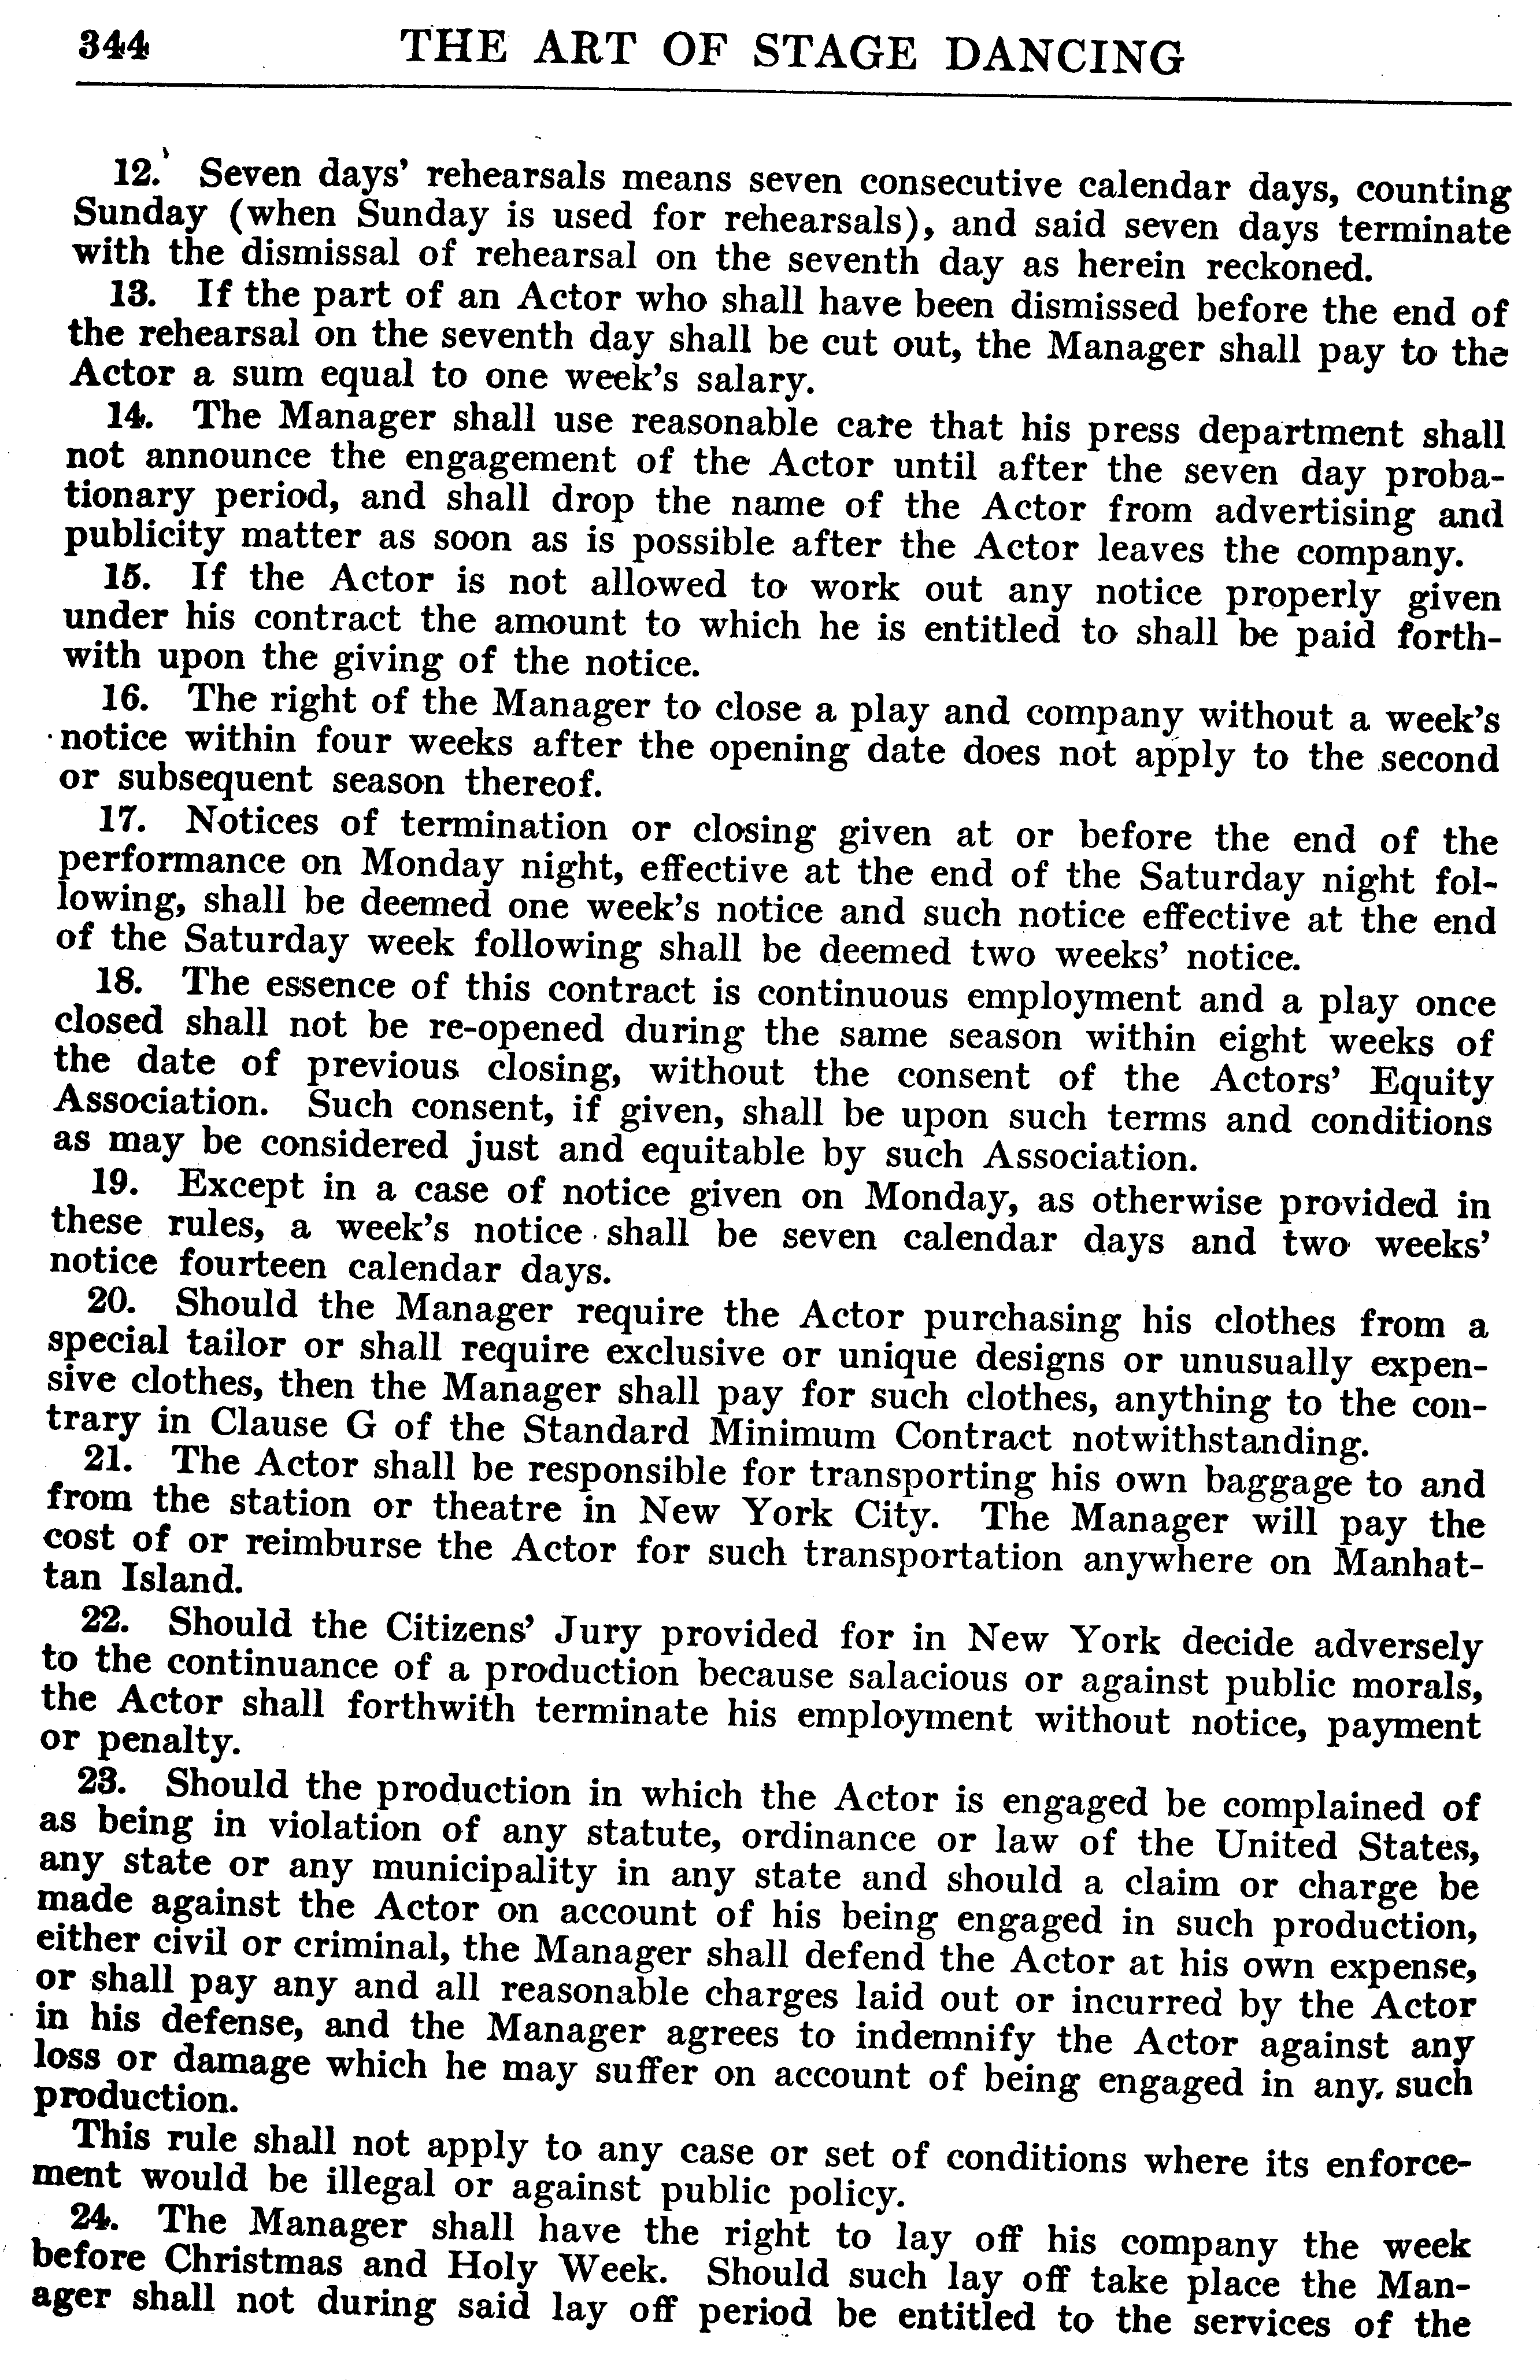 344 THE ART OF STAGE DANCING
12. Seven days' rehearsals means seven consecutive calendar days, counting
Sunday (when Sunday is used for rehearsals), and said seven days terminate
with the dismissal of rehearsal on the seventh day as herein reckoned.
13. If the part of an Actor who shall have been dismissed before the end of
the rehearsal on the seventh day shall be cut out, the Manager shall pay to the
Actor a sum equal to one week's salary.
14. The Manager shall use reasonable care that his press department shall
not announce the engagement of the Actor until after the seven day proba-
tionary period, and shall drop the name of the Actor from advertising and
publicity matter as soon as is possible after the Actor leaves the company.
15. If the Actor is not allowed to work out any notice properly given
under his contract the amount to which he is entitled to shall be paid forth-
with upon the giving of the notice.
16. The right of the Manager to close a play and company without a week's
notice within four weeks after the opening date does not apply to the second
or subsequent season thereof.
17. Notices of termination or closing given at or before the end of the
performance on Monday night, effective at the end of the Saturday night fol-
lowing, shall be deemed one week's notice and such notice effective at the end
of the Saturday week following shall be deemed two weeks' notice.
18. The essence of this contract is continuous employment and a play once
closed shall not be re-opened during the same season within eight weeks of
the date of previous closing, without the consent of the Actors' Equity
Association. Such consent, if given, shall be upon such terms and conditions
as may be considered just and equitable by such Association.
19. Except in a case of notice given on Monday, as otherwise provided in
these rules, a week's notice shall be seven calendar days and two weeks'
notice fourteen calendar days.
20. Should the Manager require the Actor purchasing his clothes from a
special tailor or shall require exclusive or unique designs or unusually expen-
sive clothes, then the Manager shall pay for such clothes, anything to the con-
trary in Clause G of the Standard Minimum Contract notwithstanding.
21. The Actor shall be responsible for transporting his own baggage to and
from the station or theatre in New York City. The Manager will pay the
cost of or reimburse the Actor for such transportation anywhere on Manhat-
tan Island.
22. Should the Citizens' Jury provided for in New York decide adversely
to the continuance of a production because salacious or against public morals,
the Actor shall forthwith terminate his employment without notice, payment
or penalty.
23. Should the production in which the Actor is engaged be complained of
as being in violation of any statute, ordinance or law of the United States,
any state or any municipality in any state and should a claim or charge be
made against the Actor on account of his being engaged in such production,
either civil or criminal, the Manager shall defend the Actor at his own expense,
or shall pay any and all reasonable charges laid out or incurred by the Actor
in his defense, and the Manager agrees to indemnify the Actor against any
loss or damage which he may suffer on account of being engaged in any such
production.
This rule shall not apply to any case or set of conditions where its enforce-
ment would be illegal or against public policy.
24. The Manager shall have the right to lay off his company the week
before Christmas and Holy Week. Should such lay off take place the Man-
ager shall not during said lay off period be entitled to the services of the